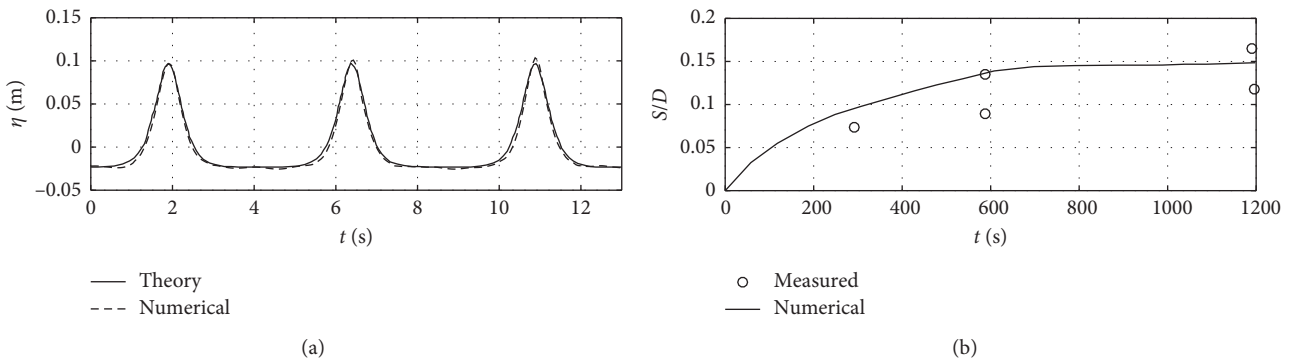 0.15
0.1
0.05
0
−0.05
η (m)
0 2 4 6 8 10 12
t (s)
Theory
Numerical
(a)
0.2
0.15
0.1
0.05
0
S/D
0 200 400 600 800 1000 1200
t (s)
Measured
Numerical
(b)